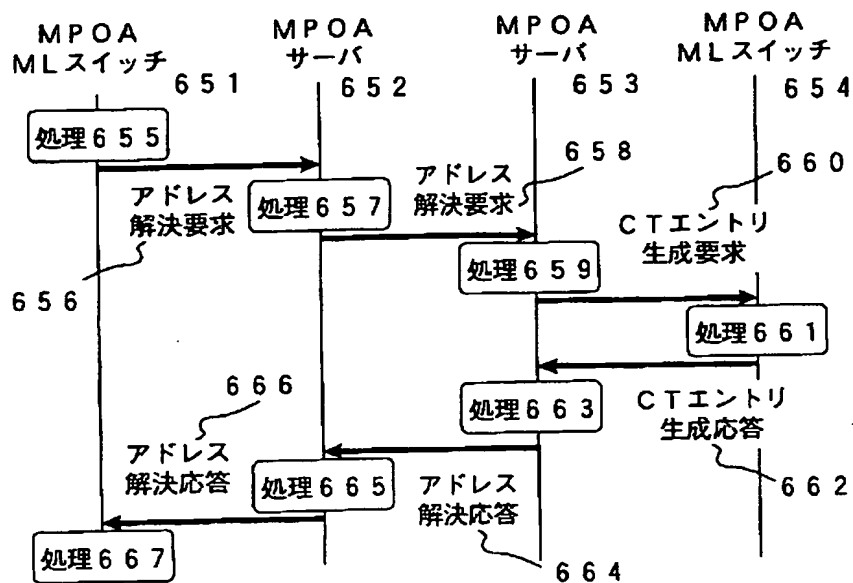 MPOA
MLスイッチ
651
MPOA
サーバ
652
MPOA
サーバ
653
MPOA
MLスイッチ
654
処理655
アドレス
解決要求
656
処理657
アドレス
解決要求
658
処理659
660
CTエントリ
生成要求
処理661
CTエントリ
生成応答
662
処理663
アドレス
解決応答
664
処理665
666
アドレス
解決応答
処理667